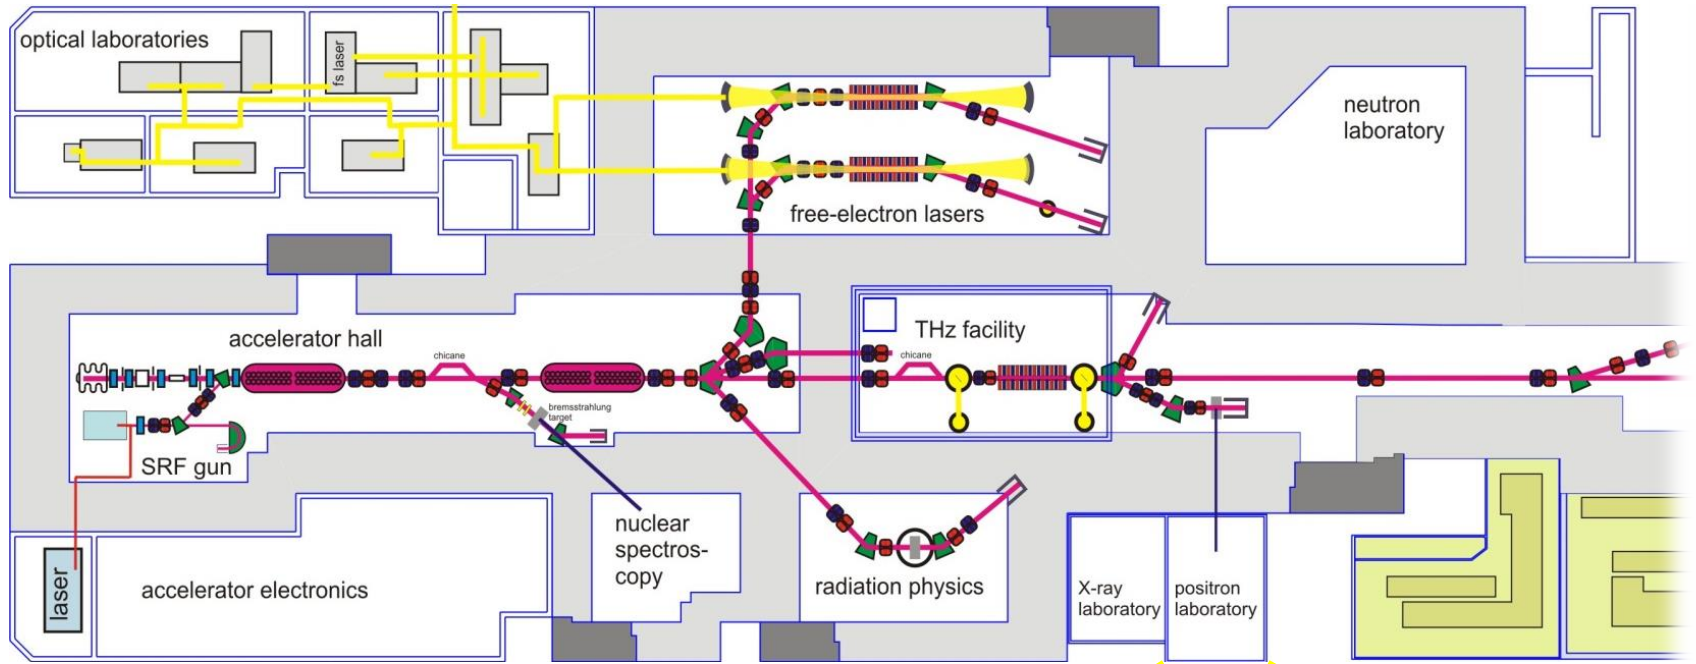 optical laboratories
fs laser
neutron
laboratory
free-electron lasers
accelerator hall
chicane
THz facility
chicane
bremsstrahlung
target
SRF gun
nuclear
spectros-
copy
laser
accelerator electronics
radiation physics
X-ray
laboratory
positron
laboratory